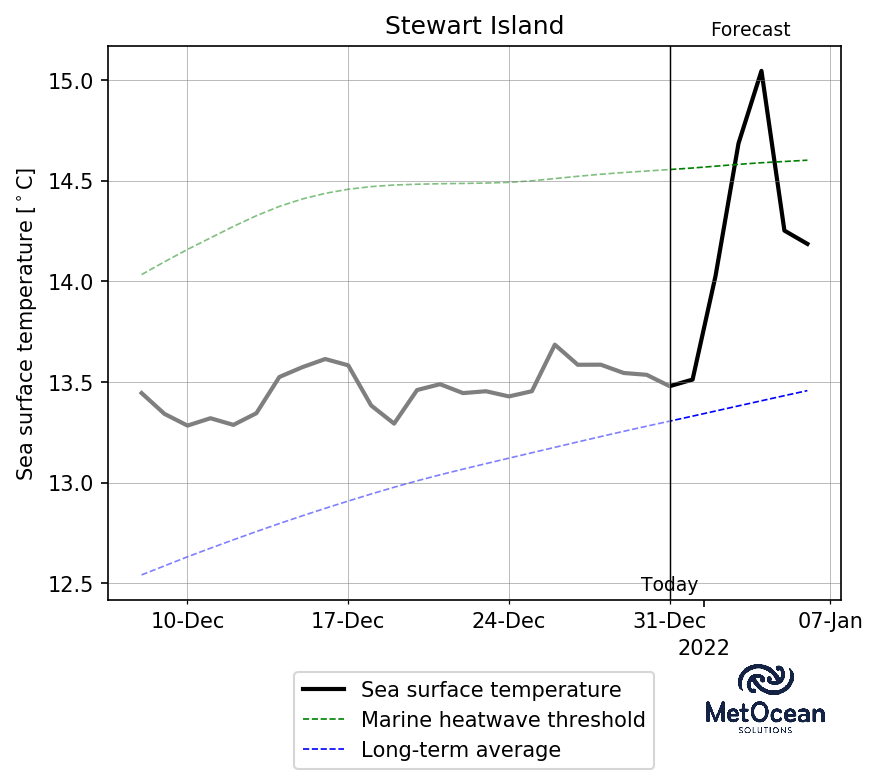 Stewart Island
Forecast
Sea surface temperature [°C]
15.0
14.5
14.0
13.5
13.0
12.5
Today
10-Dec
17-Dec
24-Dec
31-Dec
07-Jan
2022
Sea surface temperature
Marine heatwave threshold
Long-term average
MetOcean
SOLUTIONS